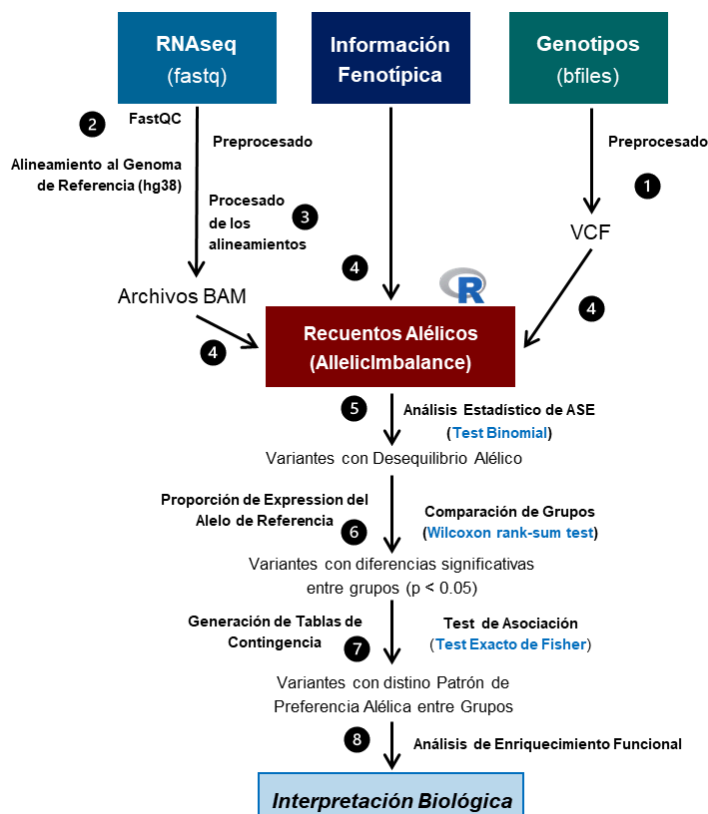 RNAseq
(fastq)
Información
Fenotípica
Genotipos
(bfiles)
2
FastQC
Preprocesado
Alineamiento al Genoma
de Referencia (hg38)
Procesado
de los
alineamientos
3
Archivos BAM
4
4
Preprocesado
1
VCF
4
R
Recuentos Alélicos
(AllelicImbalance)
5
Análisis Estadístico de ASE
(Test Binomial)
Variantes con Desequilibrio Alélico
Proporción de Expression del
Alelo de Referencia
6
Comparación de Grupos
(Wilcoxon rank-sum test)
Variantes con diferencias significativas
entre grupos (p < 0.05)
Generación de Tablas de
Contingencia
7
Test de Asociación
(Test Exacto de Fisher)
Variantes con distino Patrón de
Preferencia Alélica entre Grupos
8
Análisis de Enriquecimiento Funcional
Interpretación Biológica